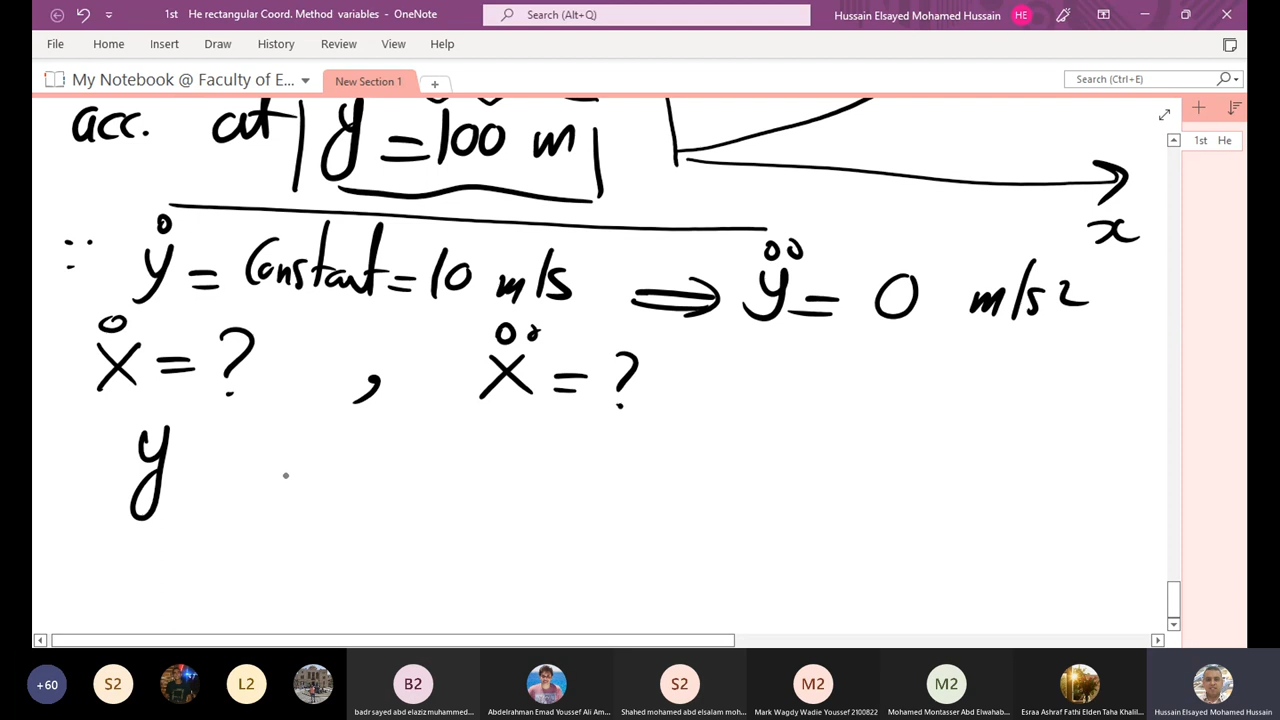 1st He rectangular Coord. Method variables - OneNote
Search (Alt+Q)
Hussain Elsayed Mohamed Hussain HE
File Home Insert Draw History Review View Help
My Notebook @ Faculty of E...
New Section 1
Search (Ctrl+E)
1st He
acc. at y = 100 m
x
∵ ẏ = Constant = 10 m/s ⟹ ÿ = 0 m/s2
ẋ = ? , ẍ = ?
y
+60
S2
L2
B2
S2
M2
M2
badr sayed abd elaziz muhammed...
Abdelrahman Emad Youssef Ali Am...
Shahed mohamed abd elsalam moh...
Mark Wagdy Wadie Youssef 2100822
Mohamed Montasser Abd Elwahab...
Esraa Ashraf Fathi Elden Taha Khalil...
Hussain Elsayed Mohamed Hussain